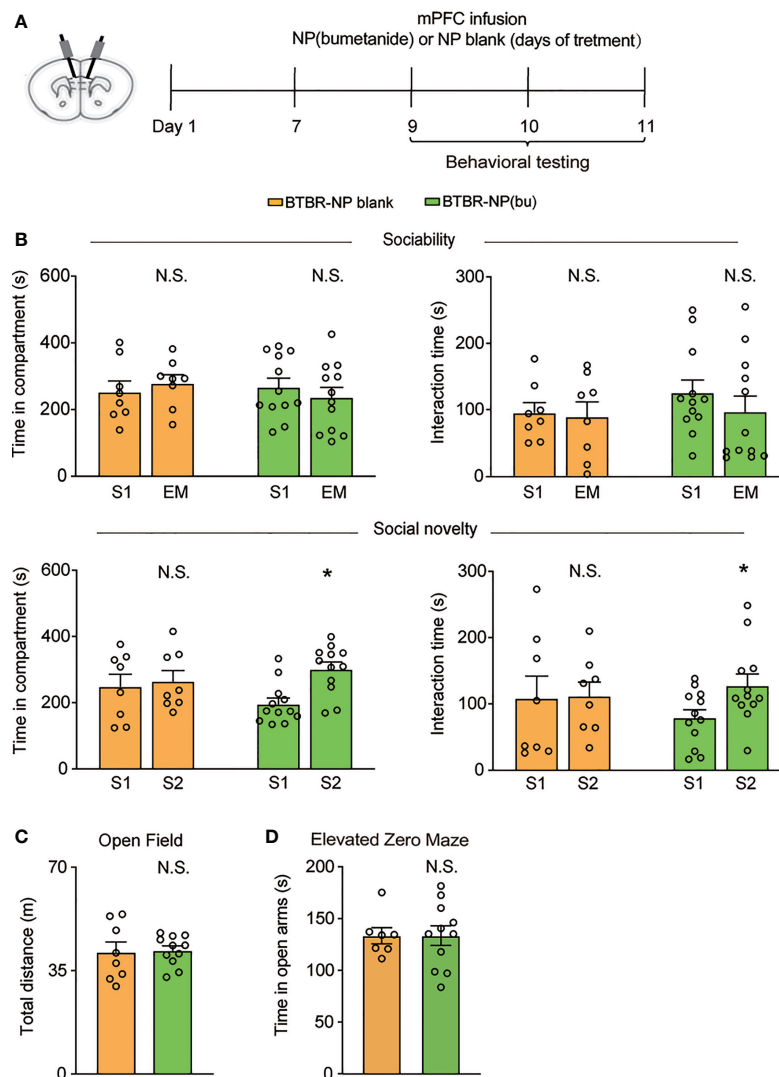 A
mPFC infusion
NP(bumetanide) or NP blank (days of tretment)
Day 1 7 9 10 11
Behavioral testing
BTBR-NP blank BTBR-NP(bu)
B
Sociability
Time in compartment (s)
600
400
200
0
N.S. N.S.
S1 EM S1 EM
Interaction time (s)
300
200
100
0
N.S. N.S.
S1 EM S1 EM
Social novelty
Time in compartment (s)
600
400
200
0
N.S. *
S1 S2 S1 S2
Interaction time (s)
300
200
100
0
N.S. *
S1 S2 S1 S2
C
Open Field
Total distance (m)
70
35
0
N.S.
D
Elevated Zero Maze
Time in open arms (s)
200
150
100
50
0
N.S.